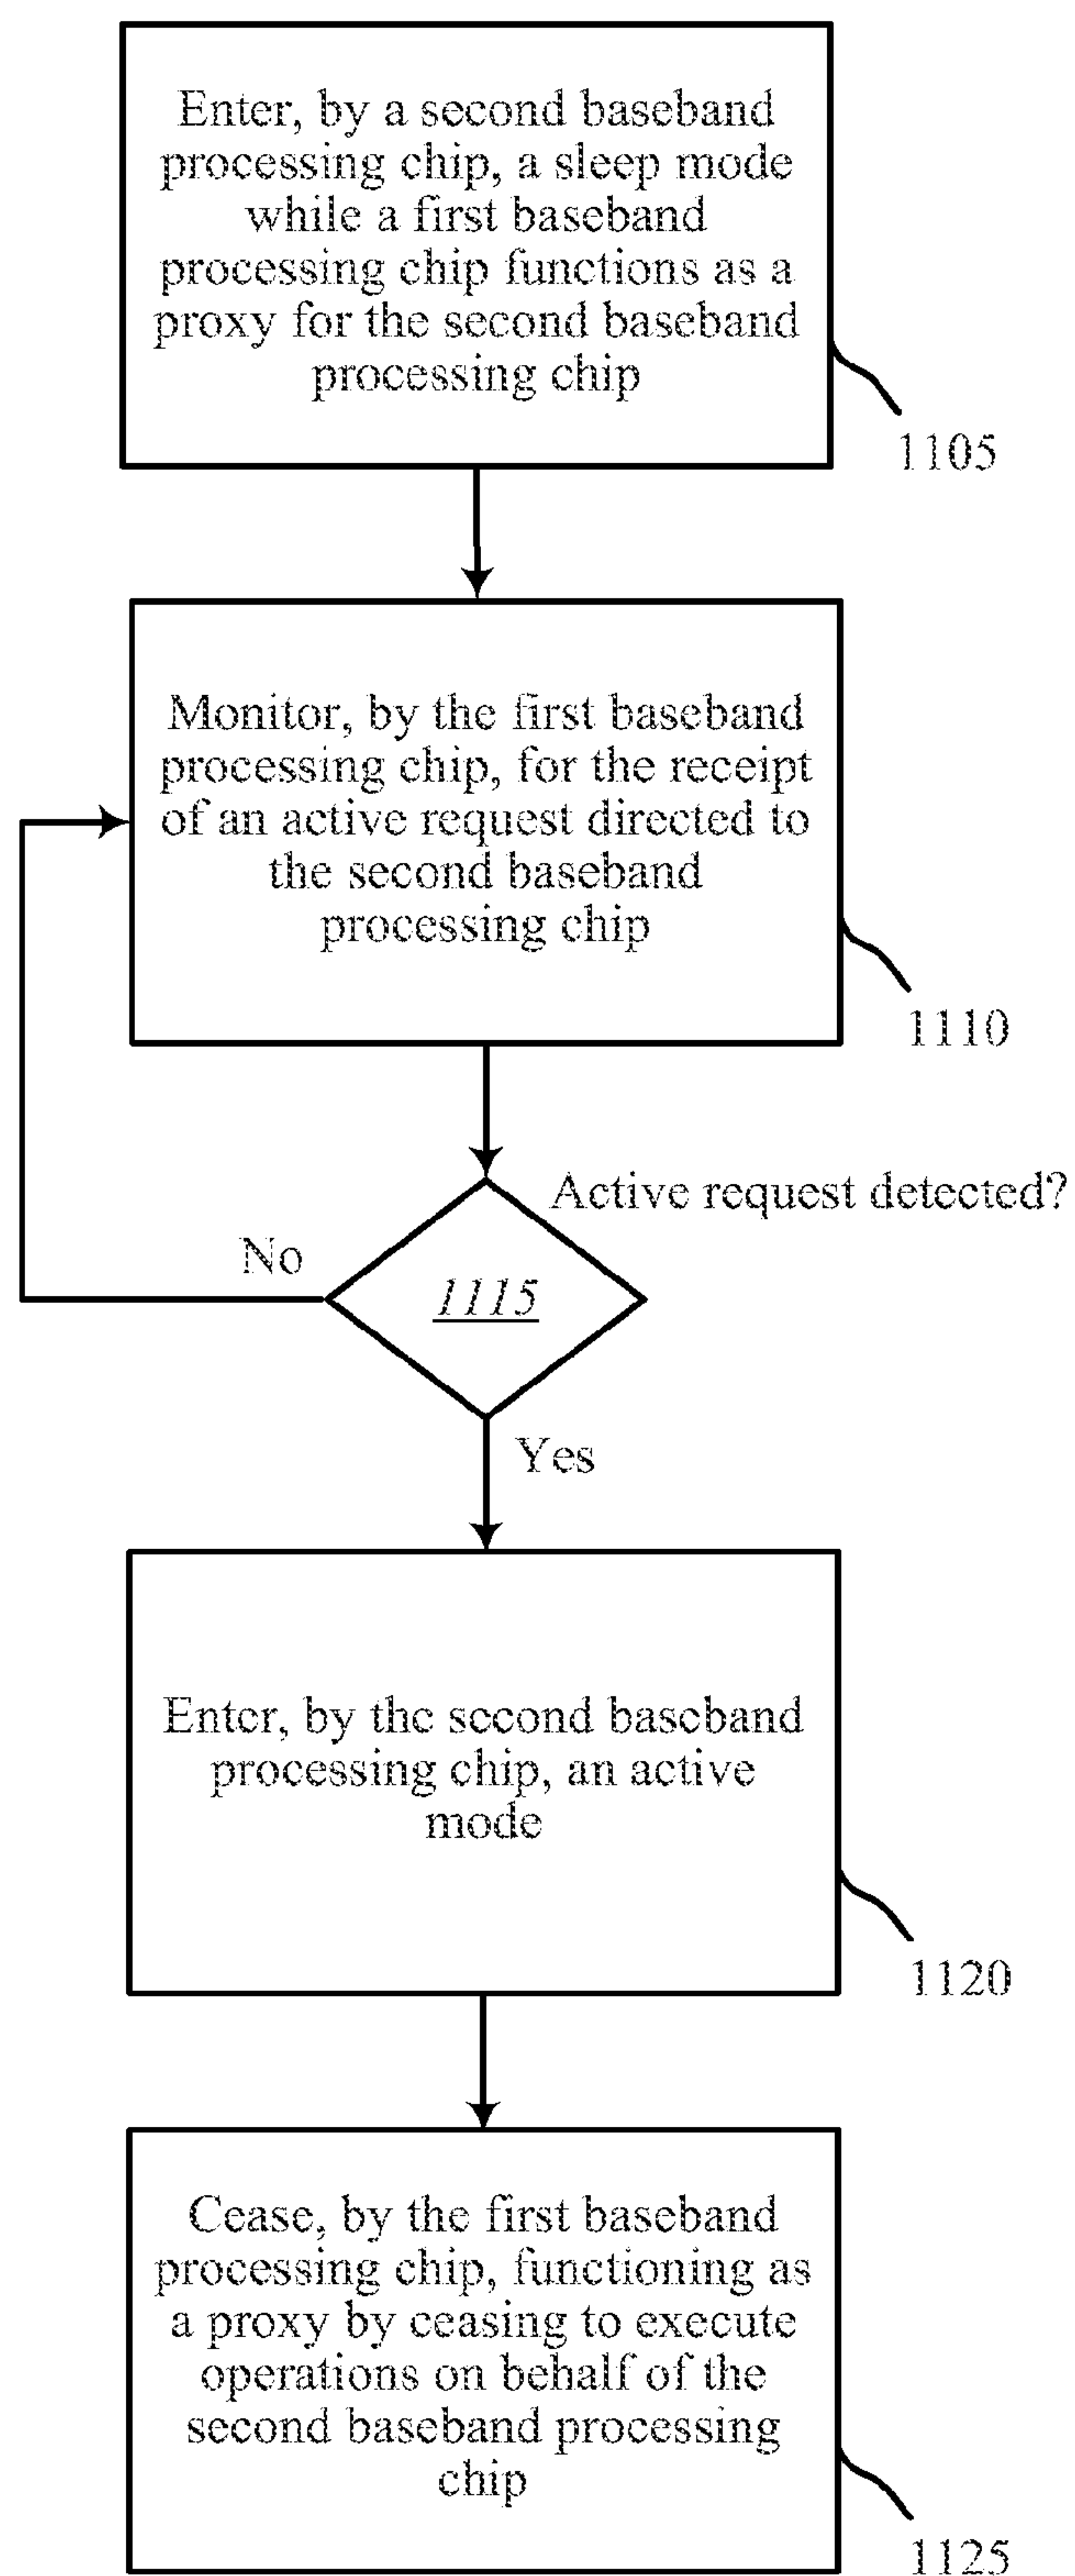 Enter, by a second baseband
processing chip, a sleep mode
while a first baseband
processing chip functions as a
proxy for the second baseband
processing chip
1105
Monitor, by the first baseband
processing chip, for the receipt
of an active request directed to
the second baseband
processing chip
1110
Active request detected?
No
1115
Yes
Enter, by the second baseband
processing chip, an active
mode
1120
Cease, by the first baseband
processing chip, functioning as
a proxy by ceasing to execute
operations on behalf of the
second baseband processing
chip
1125